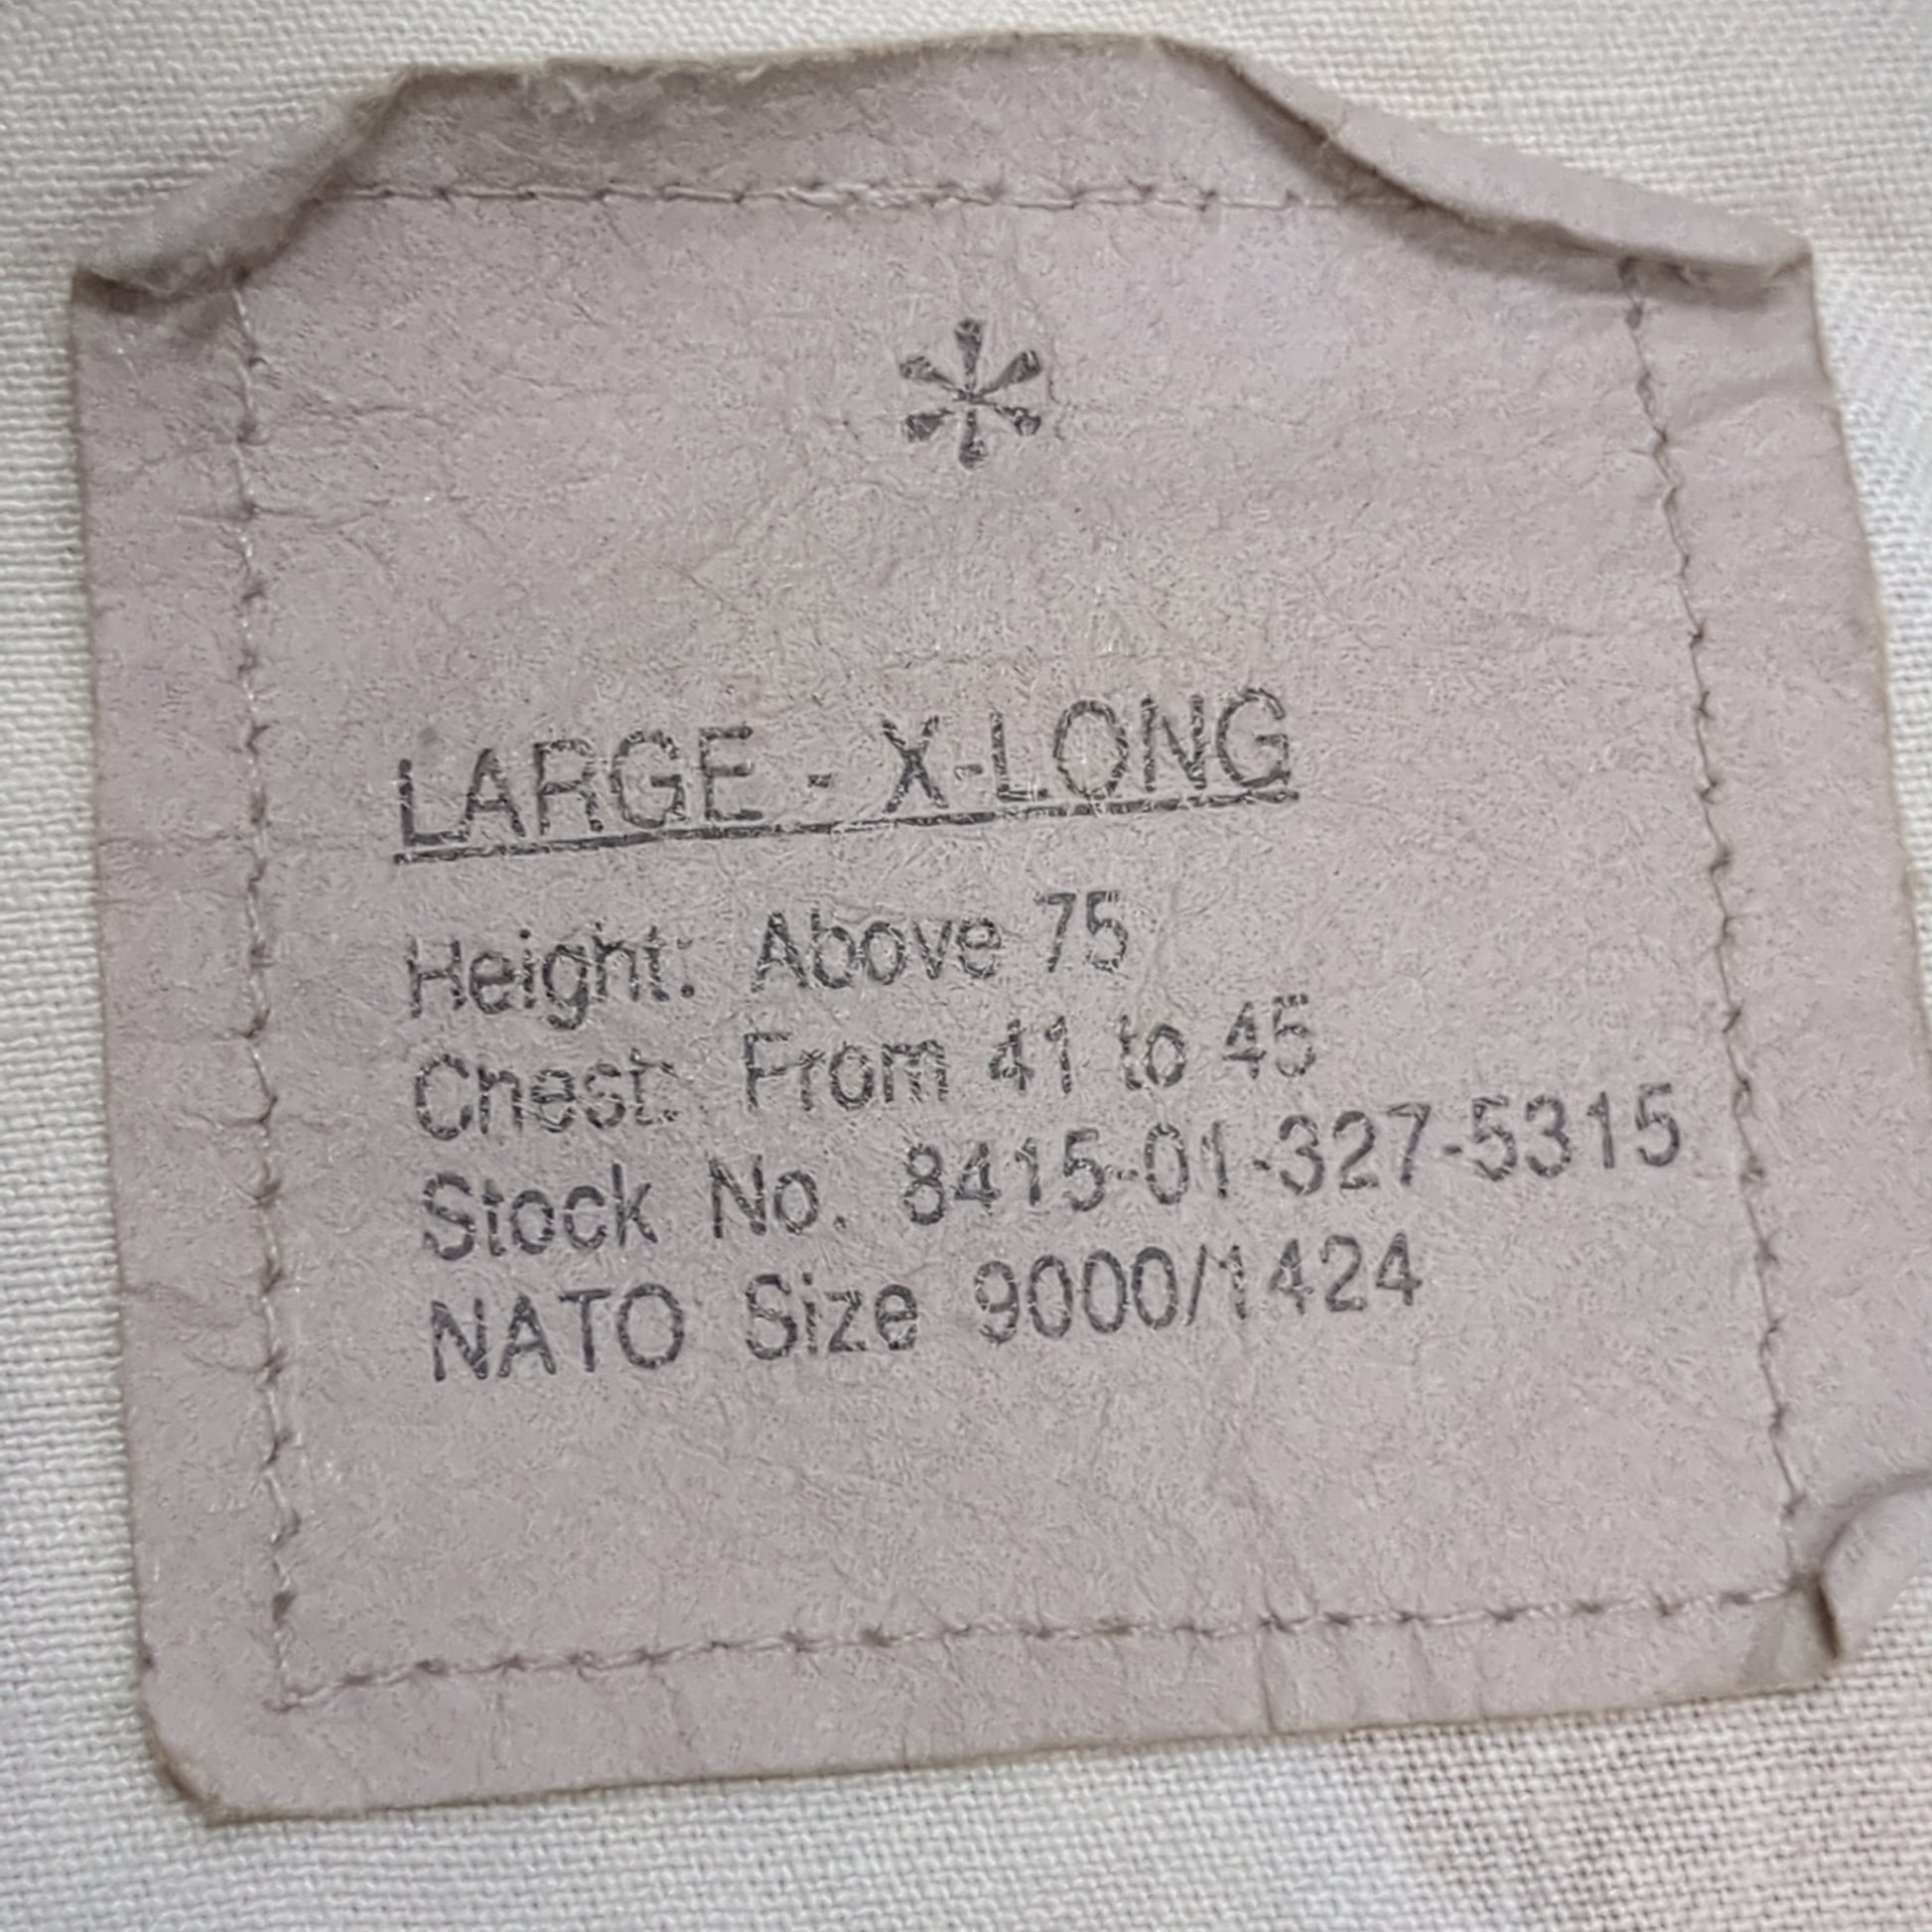 *
LARGE - X-LONG
Height: Above 75
Chest: From 41 to 45
Stock No. 8415-01-327-5315
NATO Size 9000/1424